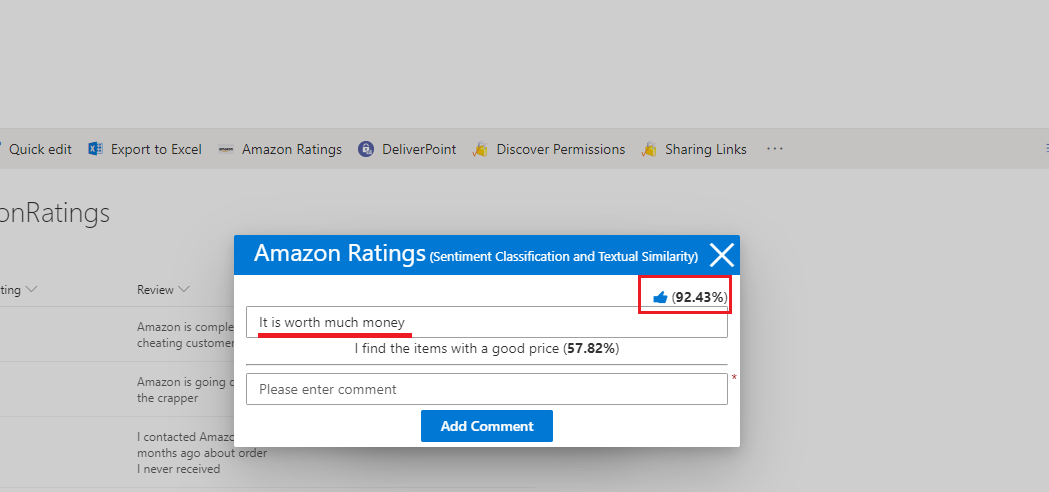 Quick edit Export to Excel Amazon Ratings DeliverPoint Discover Permissions Sharing Links ...
onRatings
Amazon Ratings (Sentiment Classification and Textual Similarity)
ting Review
(92.43%)
It is worth much money
I find the items with a good price (57.82%)
Please enter comment *
Add Comment
Amazon is comple
cheating custome
Amazon is going
the crapper
I contacted Amazo
months ago about order
I never received